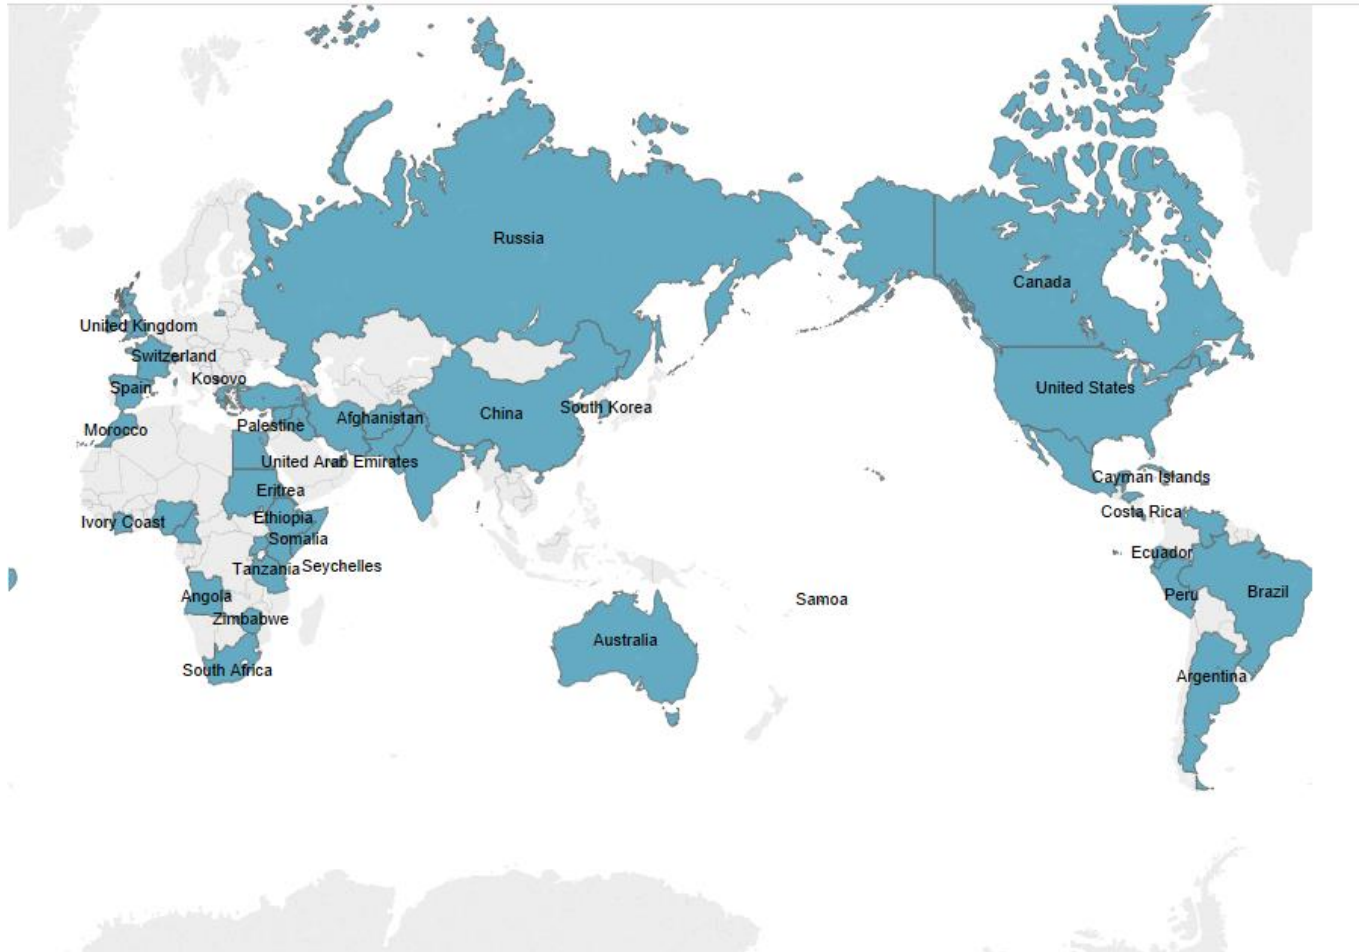 Russia
Canada
United Kingdom
Switzerland
Kosovo
Spain
United States
South Korea
China
Afghanistan
Palestine
Morocco
United Arab Emirates
Cayman Islands
Eritrea
Costa Rica
Ethiopia
Ivory Coast
Somalia
Ecuador
Seychelles
Tanzania
Brazil
Peru
Angola
Samoa
Zimbabwe
Australia
South Africa
Argentina